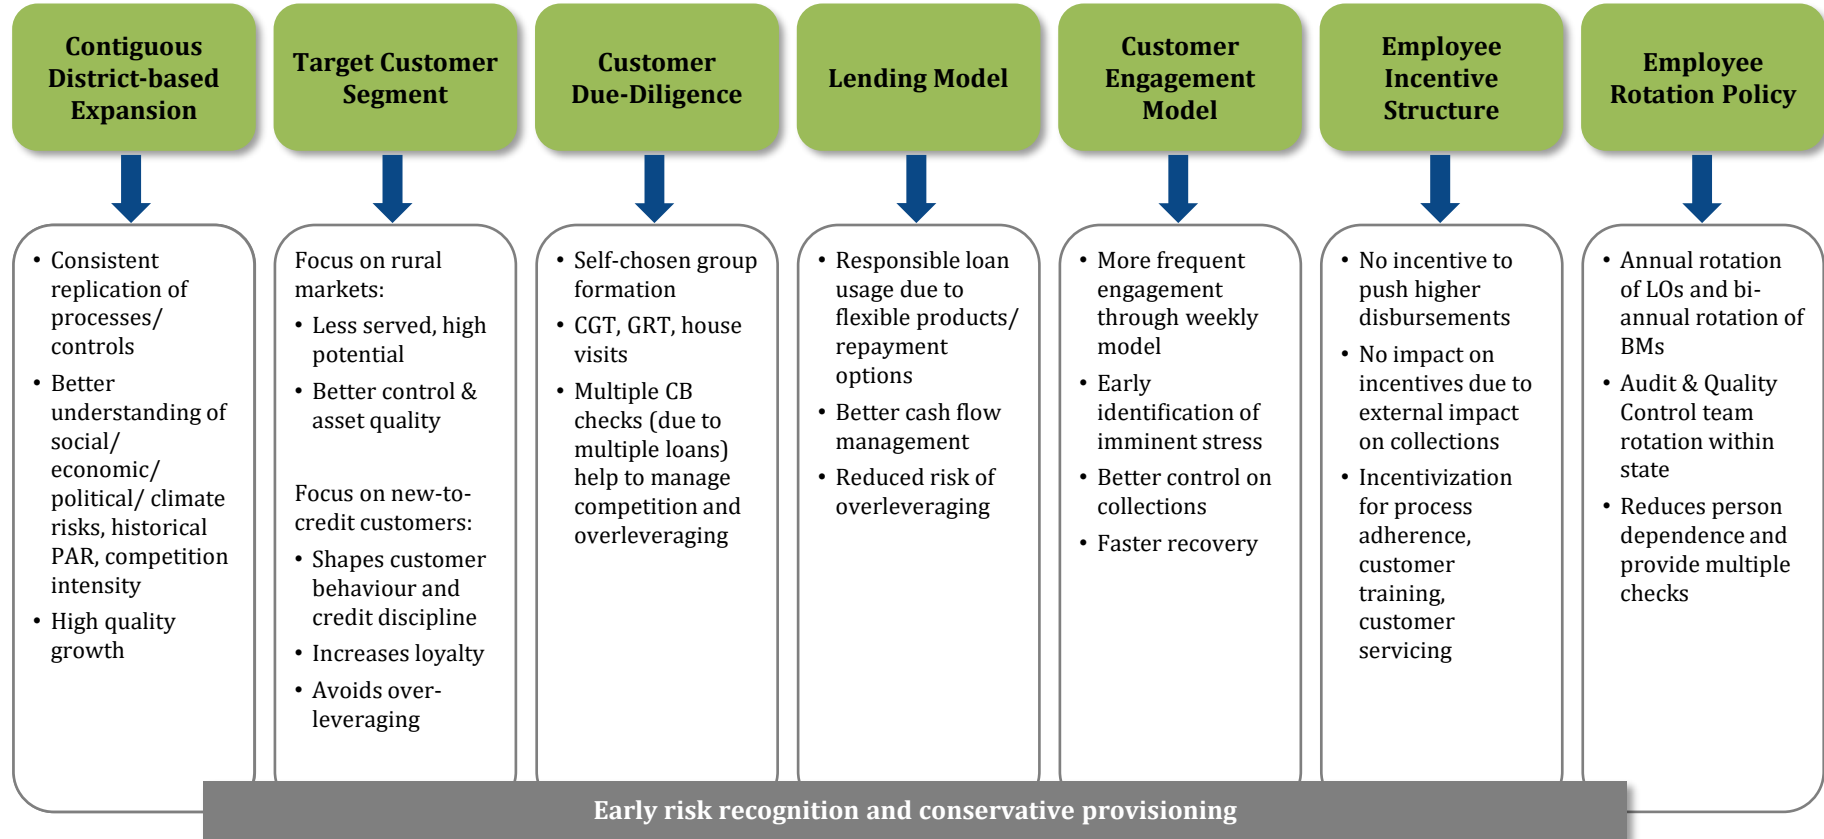 Contiguous
District-based
Expansion
• Consistent
replication of
processes/
controls
• Better
understanding of
social/
economic/
political/ climate
risks, historical
PAR, competition
intensity
• High quality
growth
Target Customer
Segment
Focus on rural
markets:
• Less served, high
potential
• Better control &
asset quality
Focus on new-to-
credit customers:
• Shapes customer
behaviour and
credit discipline
• Increases loyalty
• Avoids over-
leveraging
Customer
Due-Diligence
• Self-chosen group
formation
• CGT, GRT, house
visits
• Multiple CB
checks (due to
multiple loans)
help to manage
competition and
overleveraging
Lending Model
• Responsible loan
usage due to
flexible products/
repayment
options
• Better cash flow
management
• Reduced risk of
overleveraging
Customer
Engagement
Model
• More frequent
engagement
through weekly
model
• Early
identification of
imminent stress
• Better control on
collections
• Faster recovery
Employee
Incentive
Structure
• No incentive to
push higher
disbursements
• No impact on
incentives due to
external impact
on collections
• Incentivization
for process
adherence,
customer
training,
customer
servicing
Employee
Rotation Policy
• Annual rotation
of LOs and bi-
annual rotation of
BMs
• Audit & Quality
Control team
rotation within
state
• Reduces person
dependence and
provide multiple
checks
Early risk recognition and conservative provisioning